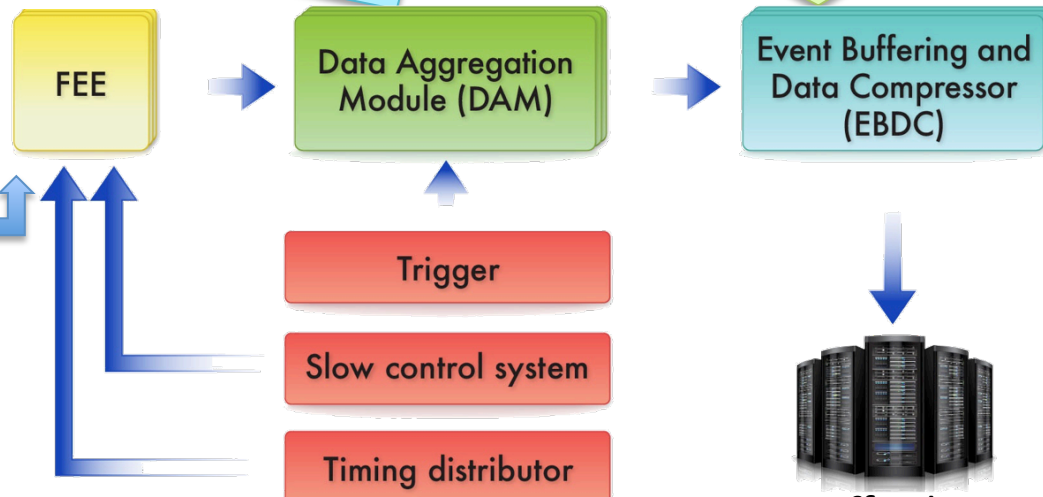 FEE
Data Aggregation
Module (DAM)
Event Buffering and
Data Compressor
(EBDC)
Trigger
Slow control system
Timing distributor